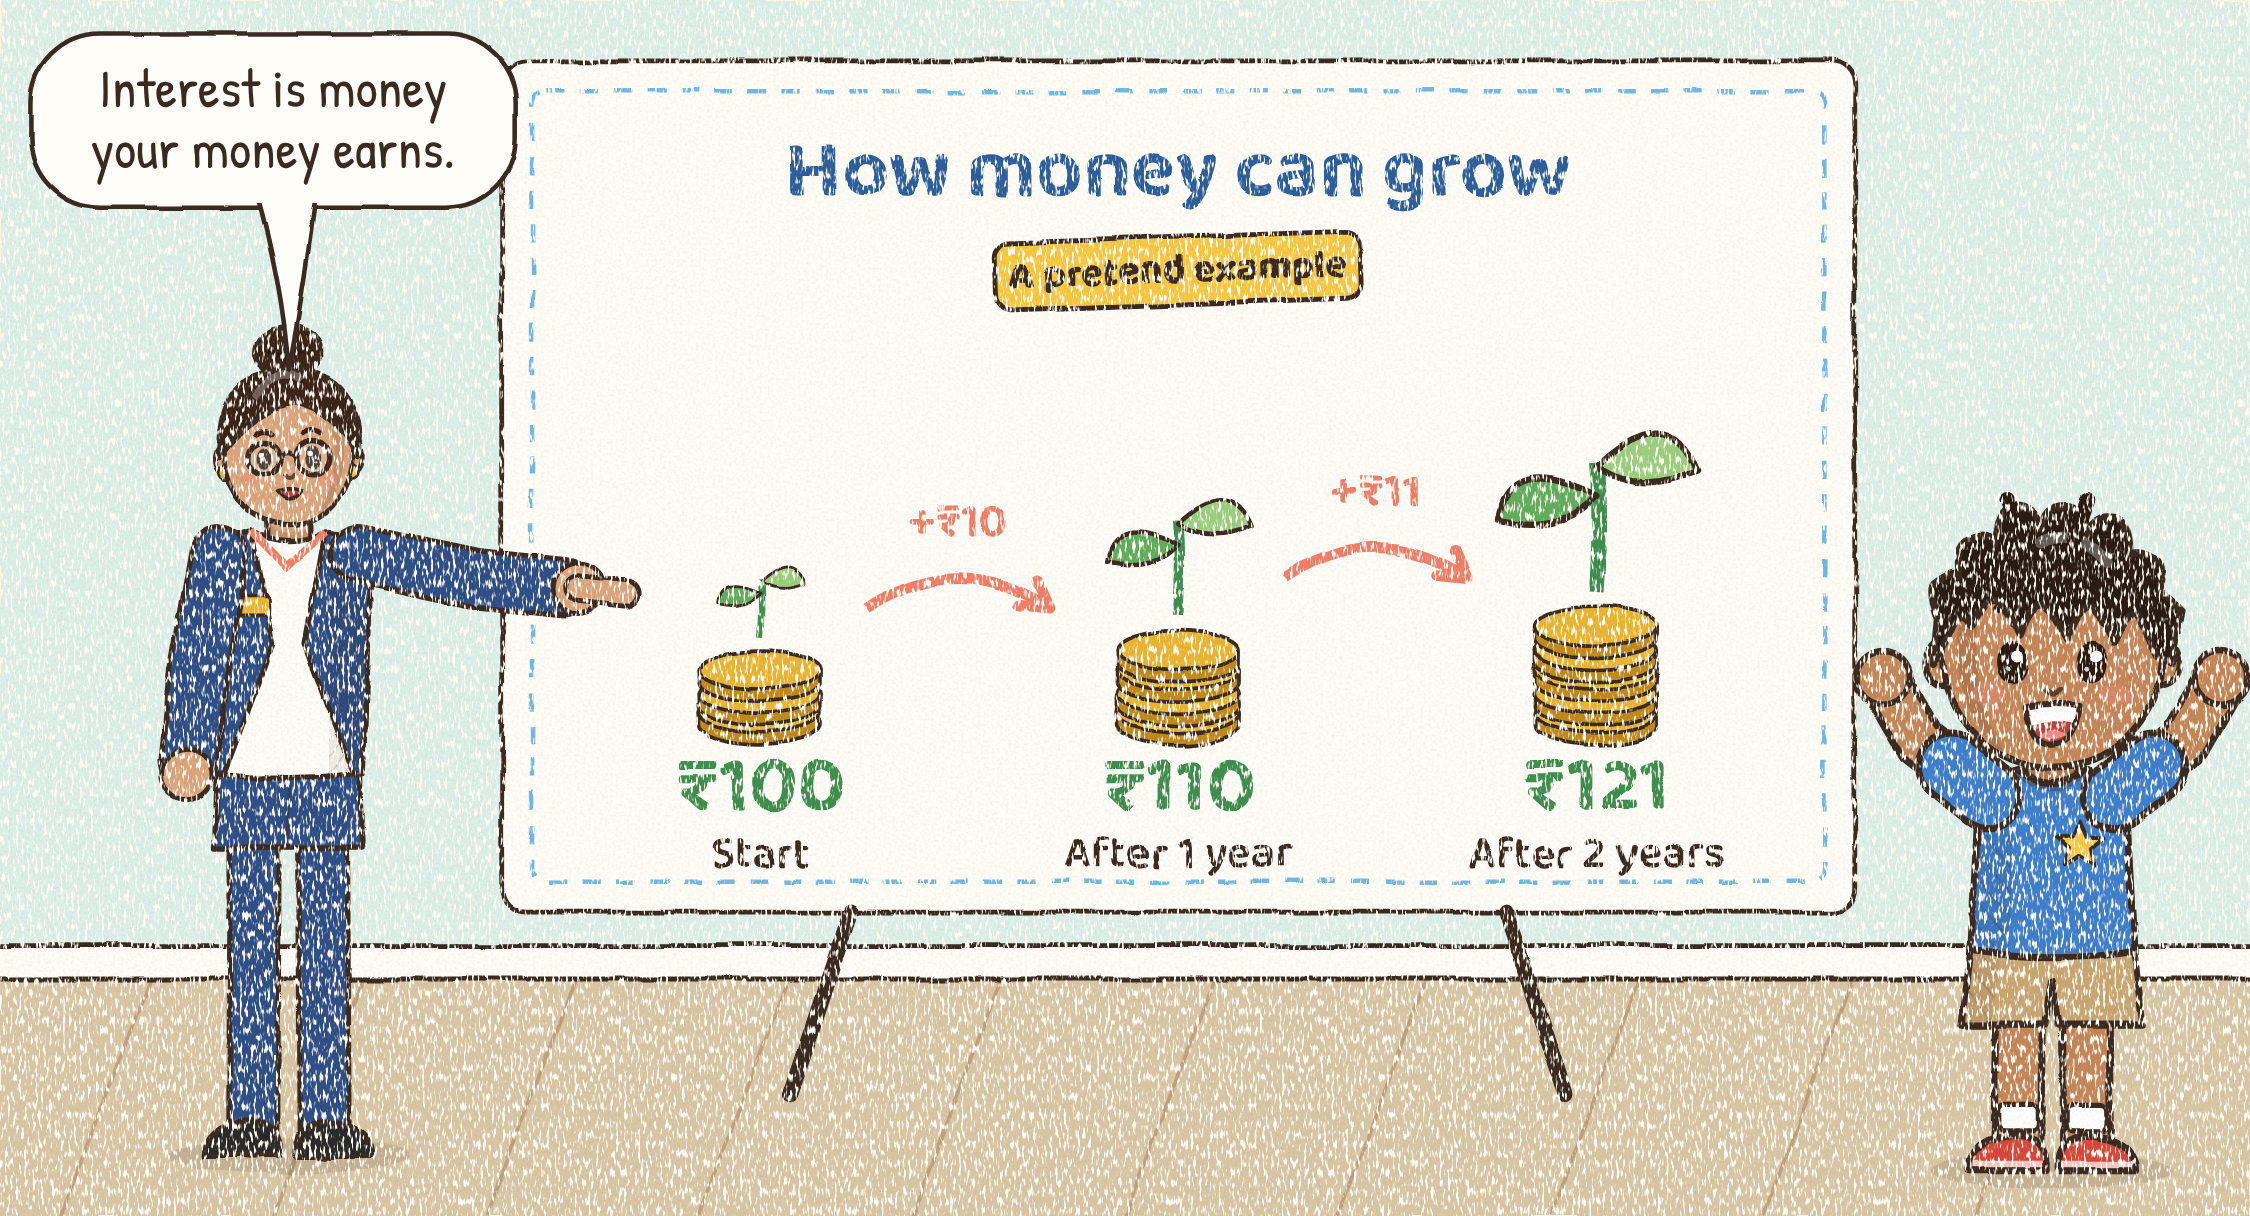 Interest is money
your money earns.
How money can grow
A pretend example
+₹10
+₹11
₹100
₹110
₹121
Start
After 1 year
After 2 years